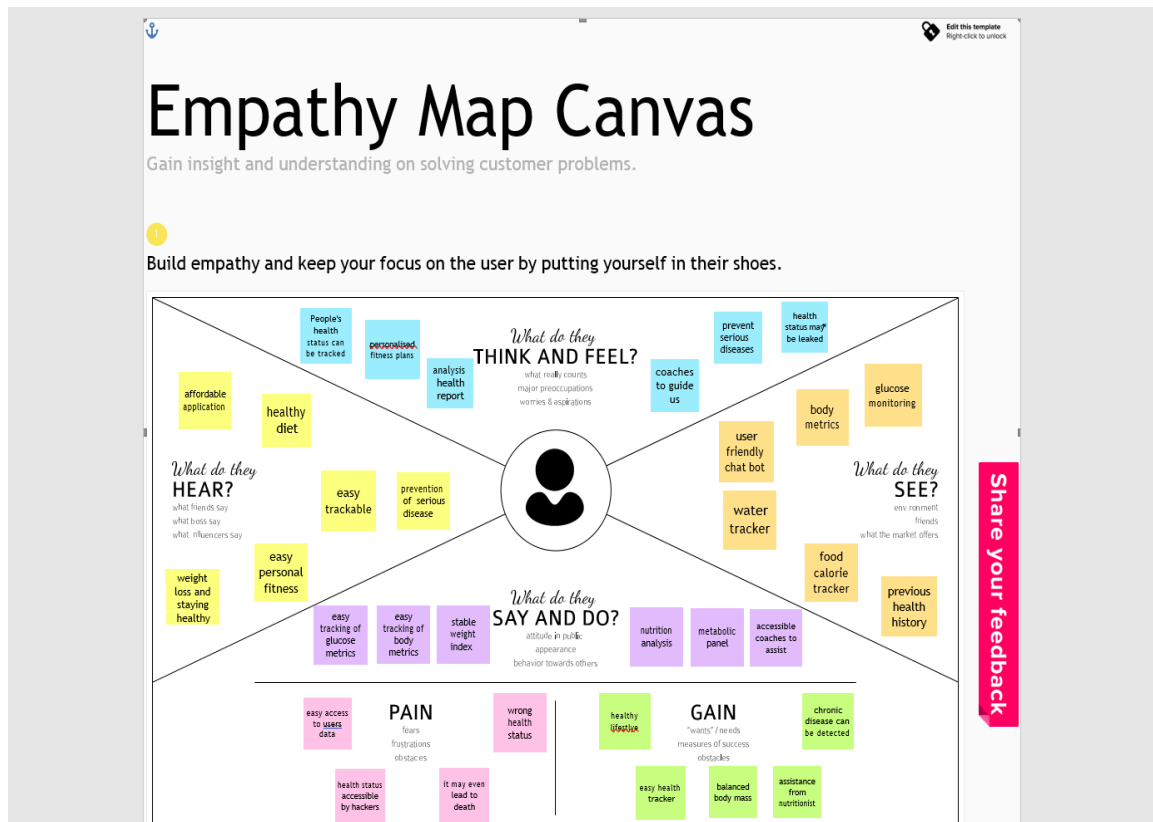 Edit this template
Right-click to unlock
Empathy Map Canvas
Gain insight and understanding on solving customer problems.
1
Build empathy and keep your focus on the user by putting yourself in their shoes.
What do they
THINK AND FEEL?
what really counts
major preoccupations
worries & aspirations
People's
health
status can
be tracked
personalised
fitness plans
analysis
health
report
coaches
to guide
us
prevent
serious
diseases
health
status may*
be leaked
What do they
HEAR?
what friends say
what boss say
what influencers say
affordable
application
healthy
diet
easy
trackable
prevention
of serious
disease
easy
personal
fitness
weight
loss and
staying
healthy
What do they
SEE?
environment
friends
what the market offers
user
friendly
chat bot
body
metrics
glucose
monitoring
water
tracker
food
calorie
tracker
previous
health
history
What do they
SAY AND DO?
attitude in public
appearance
behavior towards others
easy
tracking of
glucose
metrics
easy
tracking of
body
metrics
stable
weight
index
nutrition
analysis
metabolic
panel
accessible
coaches to
assist
PAIN
fears
frustrations
obstacles
easy access
to users
data
wrong
health
status
health status
accessible
by hackers
it may even
lead to
death
GAIN
"wants" / needs
measures of success
obstacles
healthy
lifestlye
chronic
disease can
be detected
easy health
tracker
balanced
body mass
assistance
from
nutritionist
Share your feedback